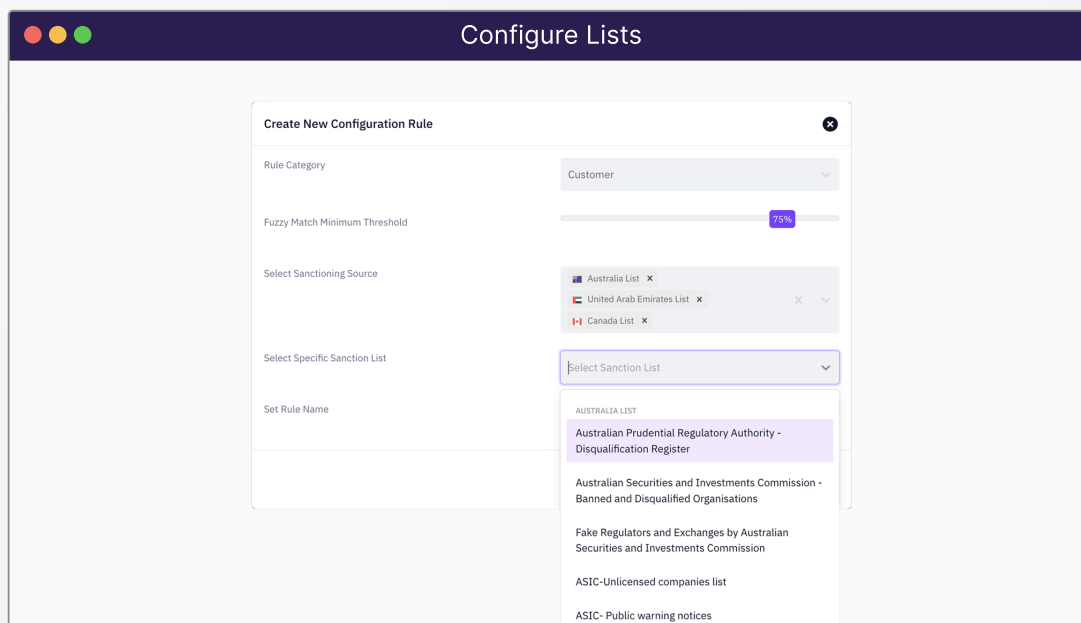 Configure Lists
Create New Configuration Rule
Rule Category
Customer
Fuzzy Match Minimum Threshold
75%
Select Sanctioning Source
Australia List
United Arab Emirates List
Canada List
Select Specific Sanction List
Select Sanction List
Set Rule Name
AUSTRALIA LIST
Australian Prudential Regulatory Authority -
Disqualification Register
Australian Securities and Investments Commission -
Banned and Disqualified Organisations
Fake Regulators and Exchanges by Australian
Securities and Investments Commission
ASIC-Unlicensed companies list
ASIC- Public warning notices